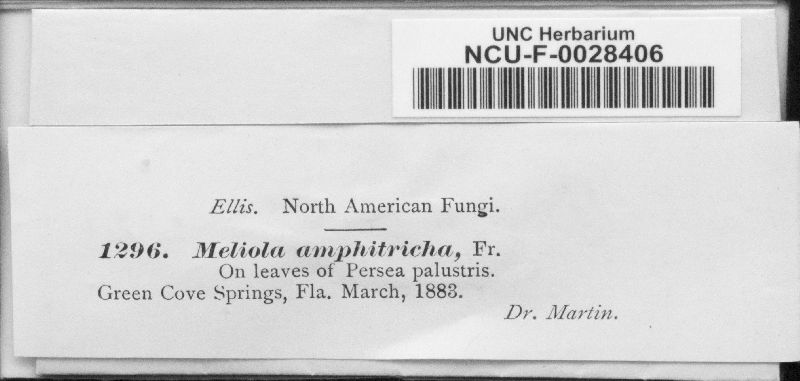 UNC Herbarium
NCU-F-0028406
Ellis. North American Fungi.
1296. Meliola amphitricha, Fr.
On leaves of Persea palustris.
Green Cove Springs, Fla. March, 1883.
Dr. Martin.